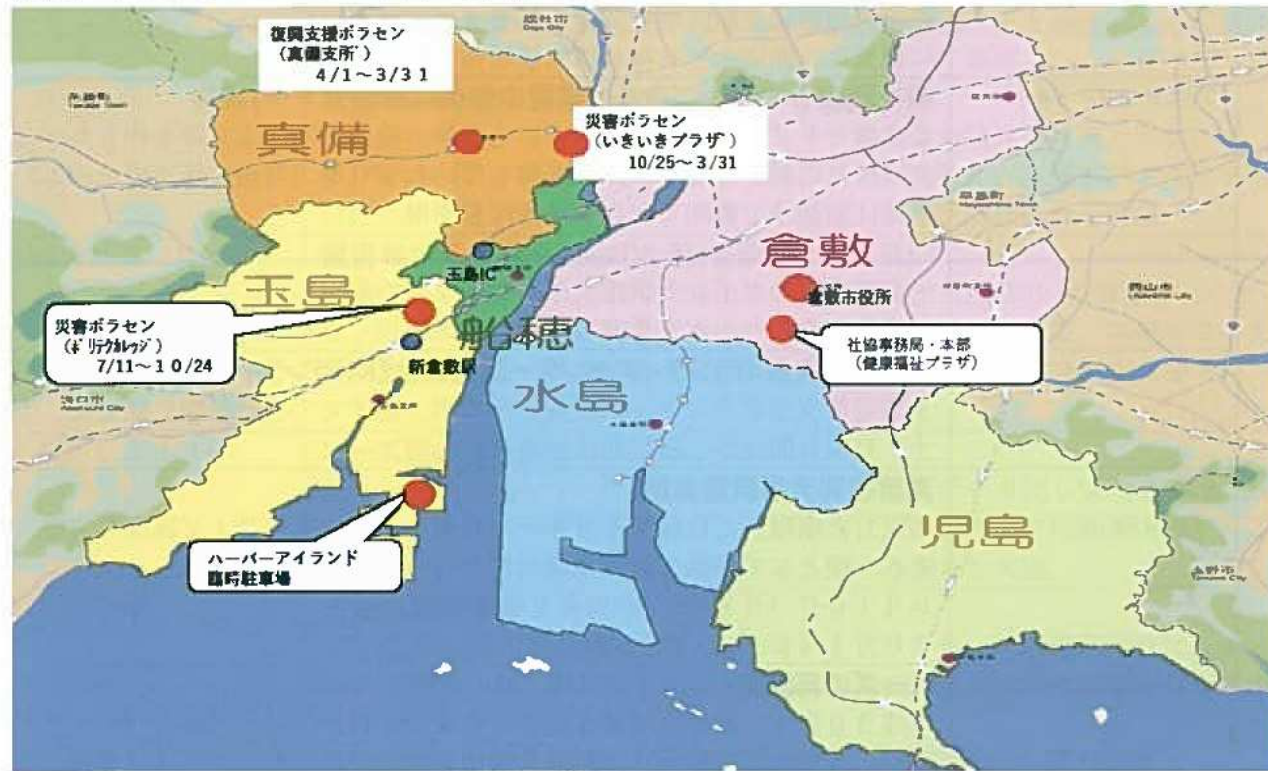 復興支援ボラセン
(真備支所)
4/1～3/31
災害ボラセン
(いきいきプラザ)
10/25～3/31
真備
倉敷
倉敷市役所
玉島IC
玉島
船穂
災害ボラセン
(ポリテクカレッジ)
7/11～10/24
新倉敷駅
社協事務局・本部
(健康福祉プラザ)
水島
児島
ハーバーアイランド
臨時駐車場